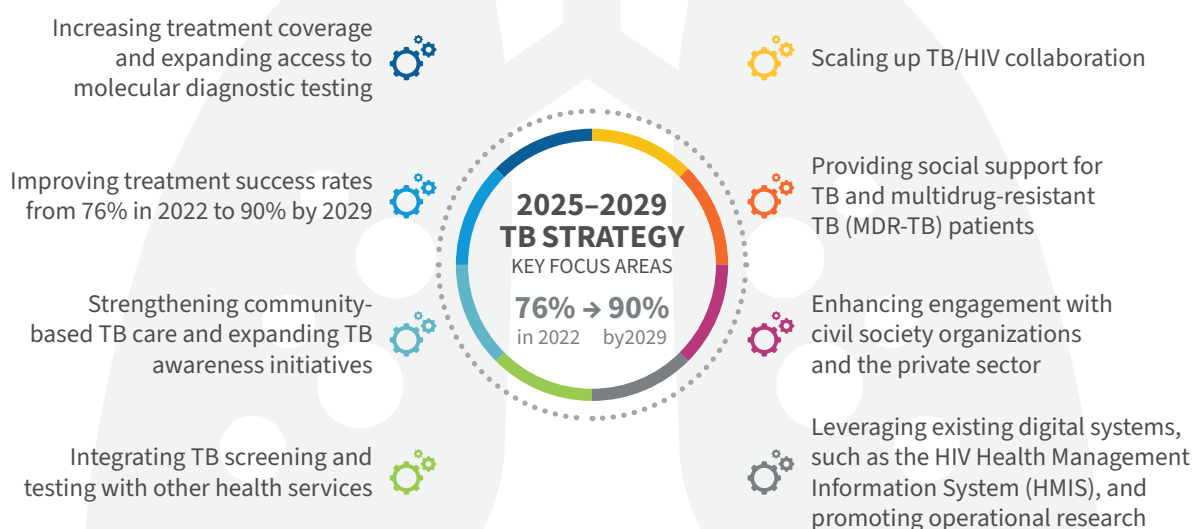 Increasing treatment coverage
and expanding access to
molecular diagnostic testing
Improving treatment success rates
from 76% in 2022 to 90% by 2029
Strengthening community-
based TB care and expanding TB
awareness initiatives
Integrating TB screening and
testing with other health services
2025–2029
TB STRATEGY
KEY FOCUS AREAS
76% → 90%
in 2022 by2029
Scaling up TB/HIV collaboration
Providing social support for
TB and multidrug-resistant
TB (MDR-TB) patients
Enhancing engagement with
civil society organizations
and the private sector
Leveraging existing digital systems,
such as the HIV Health Management
Information System (HMIS), and
promoting operational research